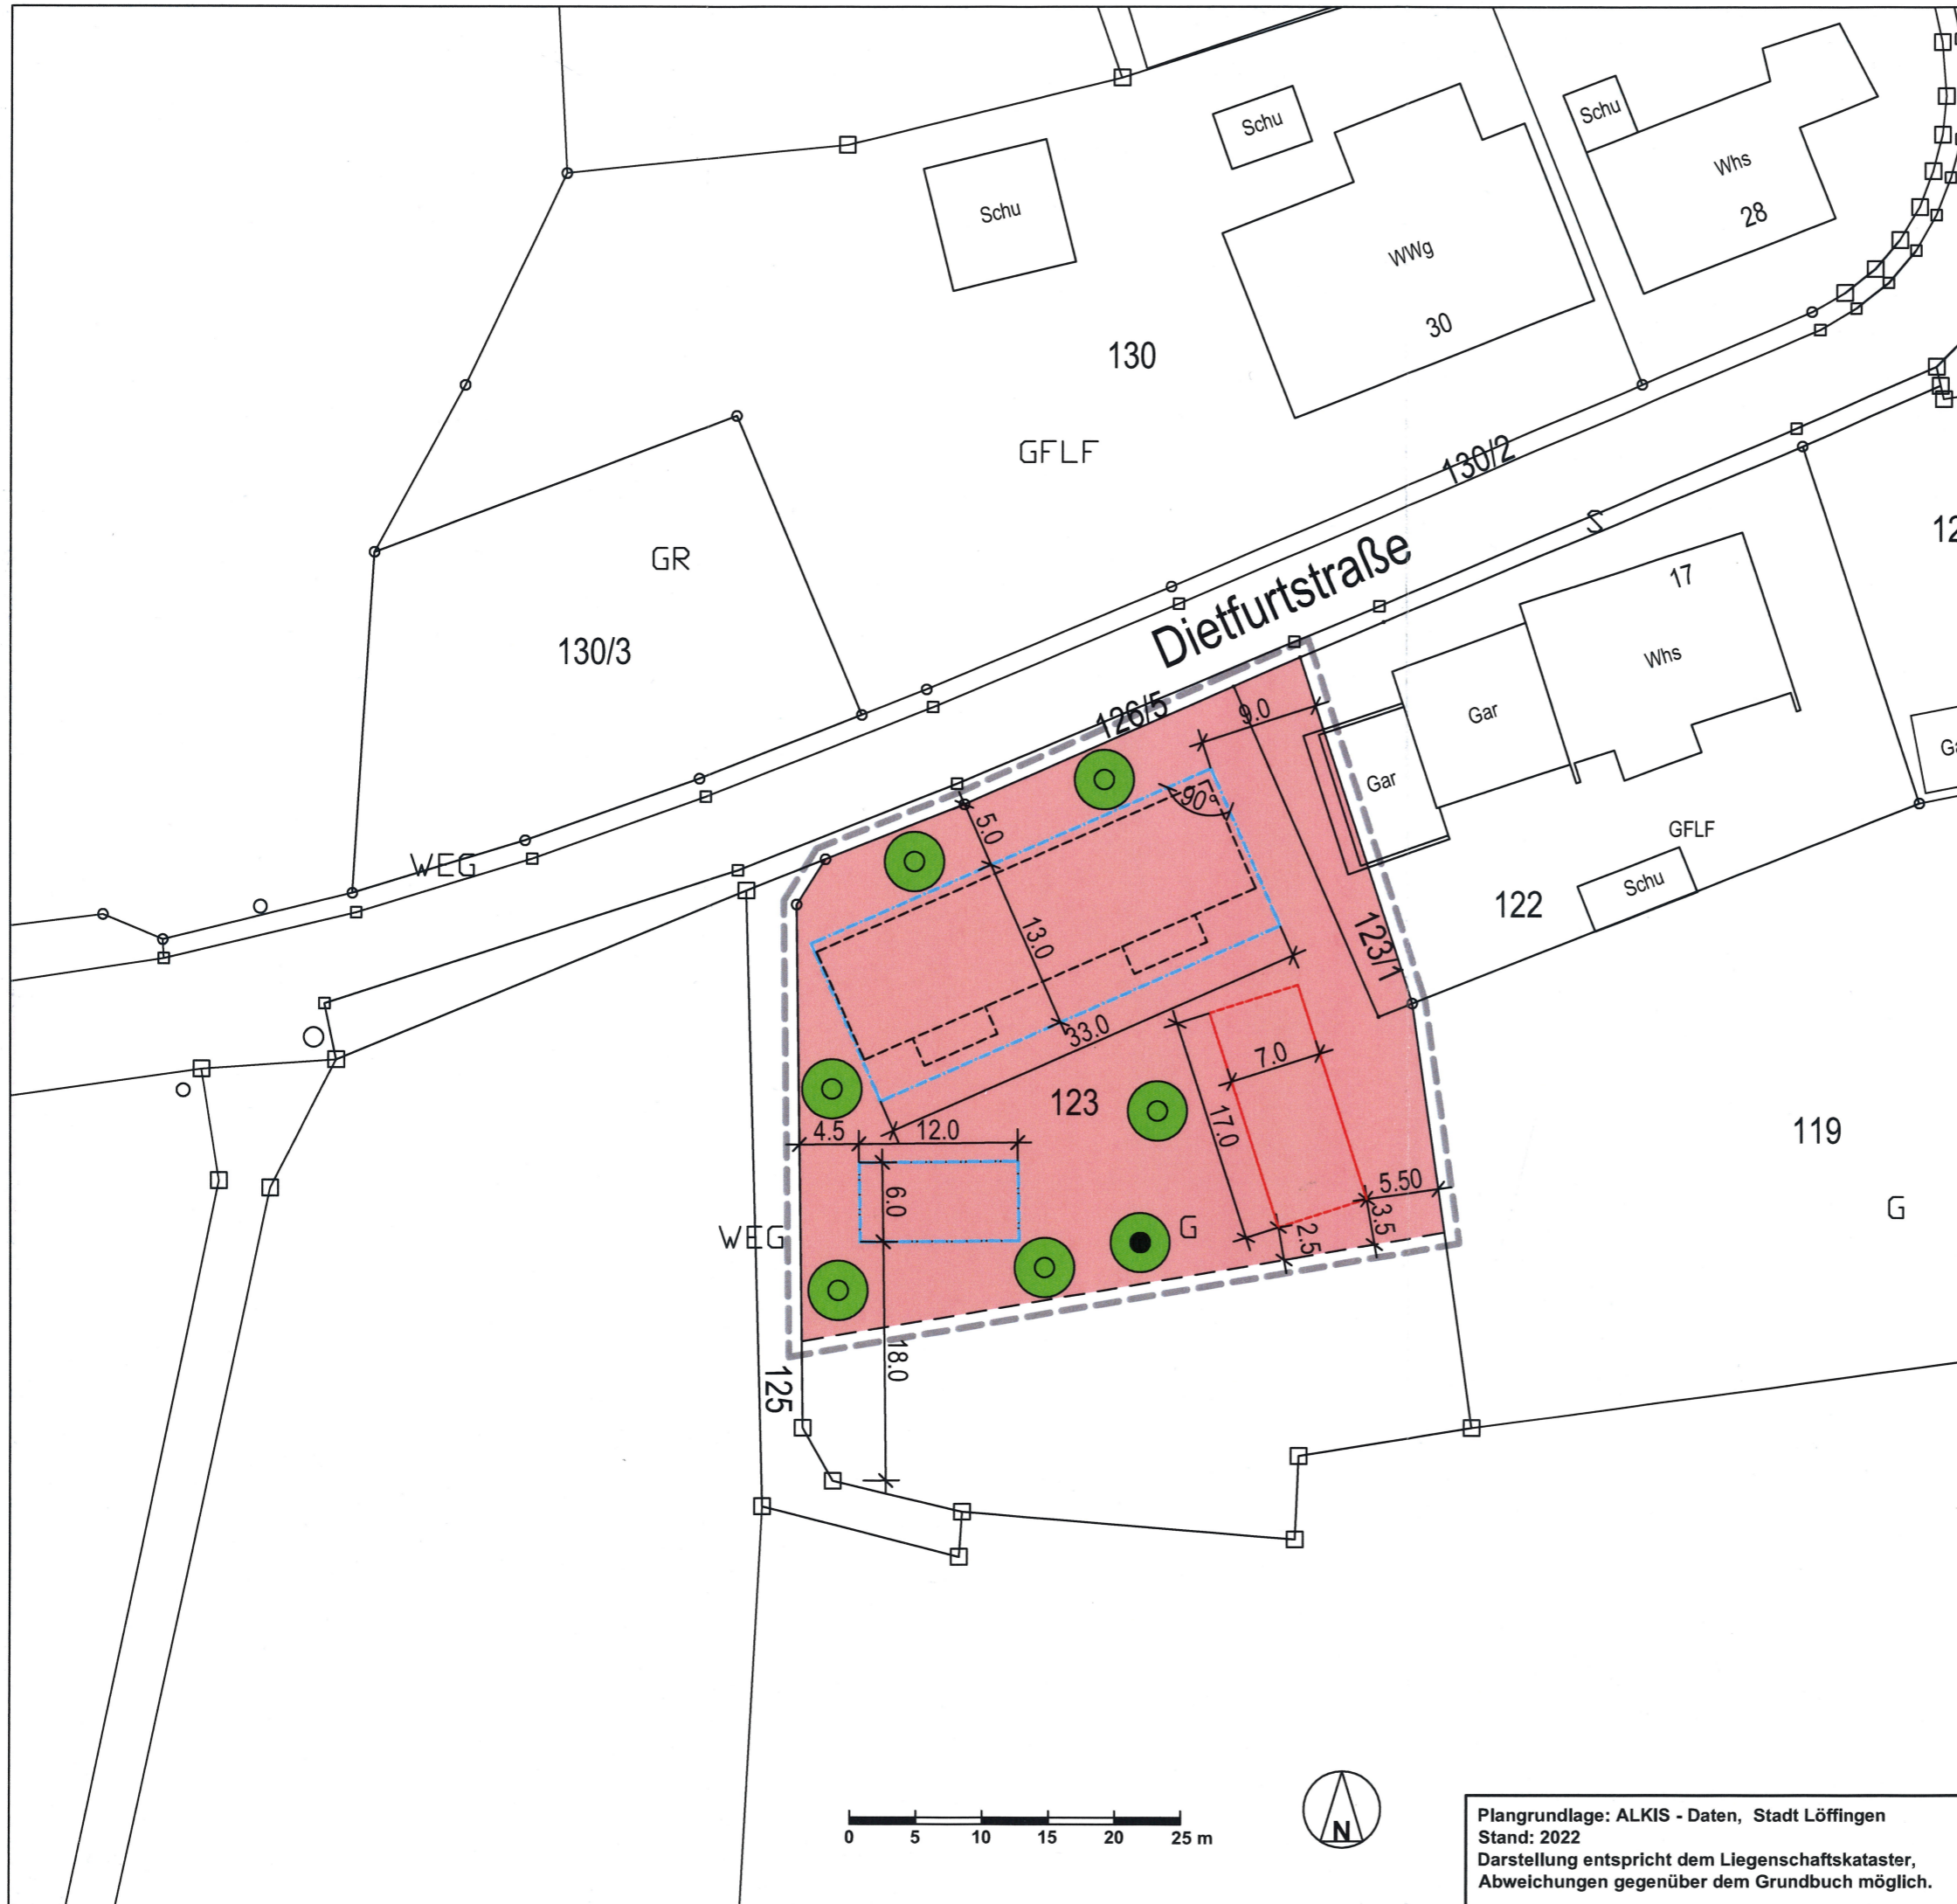 Schu
Schu
Schu
Whs
28
WWg
30
130
GFLF
130/2
GR
130/3
S
Dietfurtstraße
17
Whs
Gar
Gar
126/5
9.0
90°
5.0
13.0
33.0
WEG
GFLF
Schu
122
123/1
7.0
17.0
123
4.5
12.0
6.0
5.50
3.5
2.5
G
119
G
WEG
18.0
125
0 5 10 15 20 25 m
N
Plangrundlage: ALKIS - Daten, Stadt Löffingen
Stand: 2022
Darstellung entspricht dem Liegenschaftskataster,
Abweichungen gegenüber dem Grundbuch möglich.